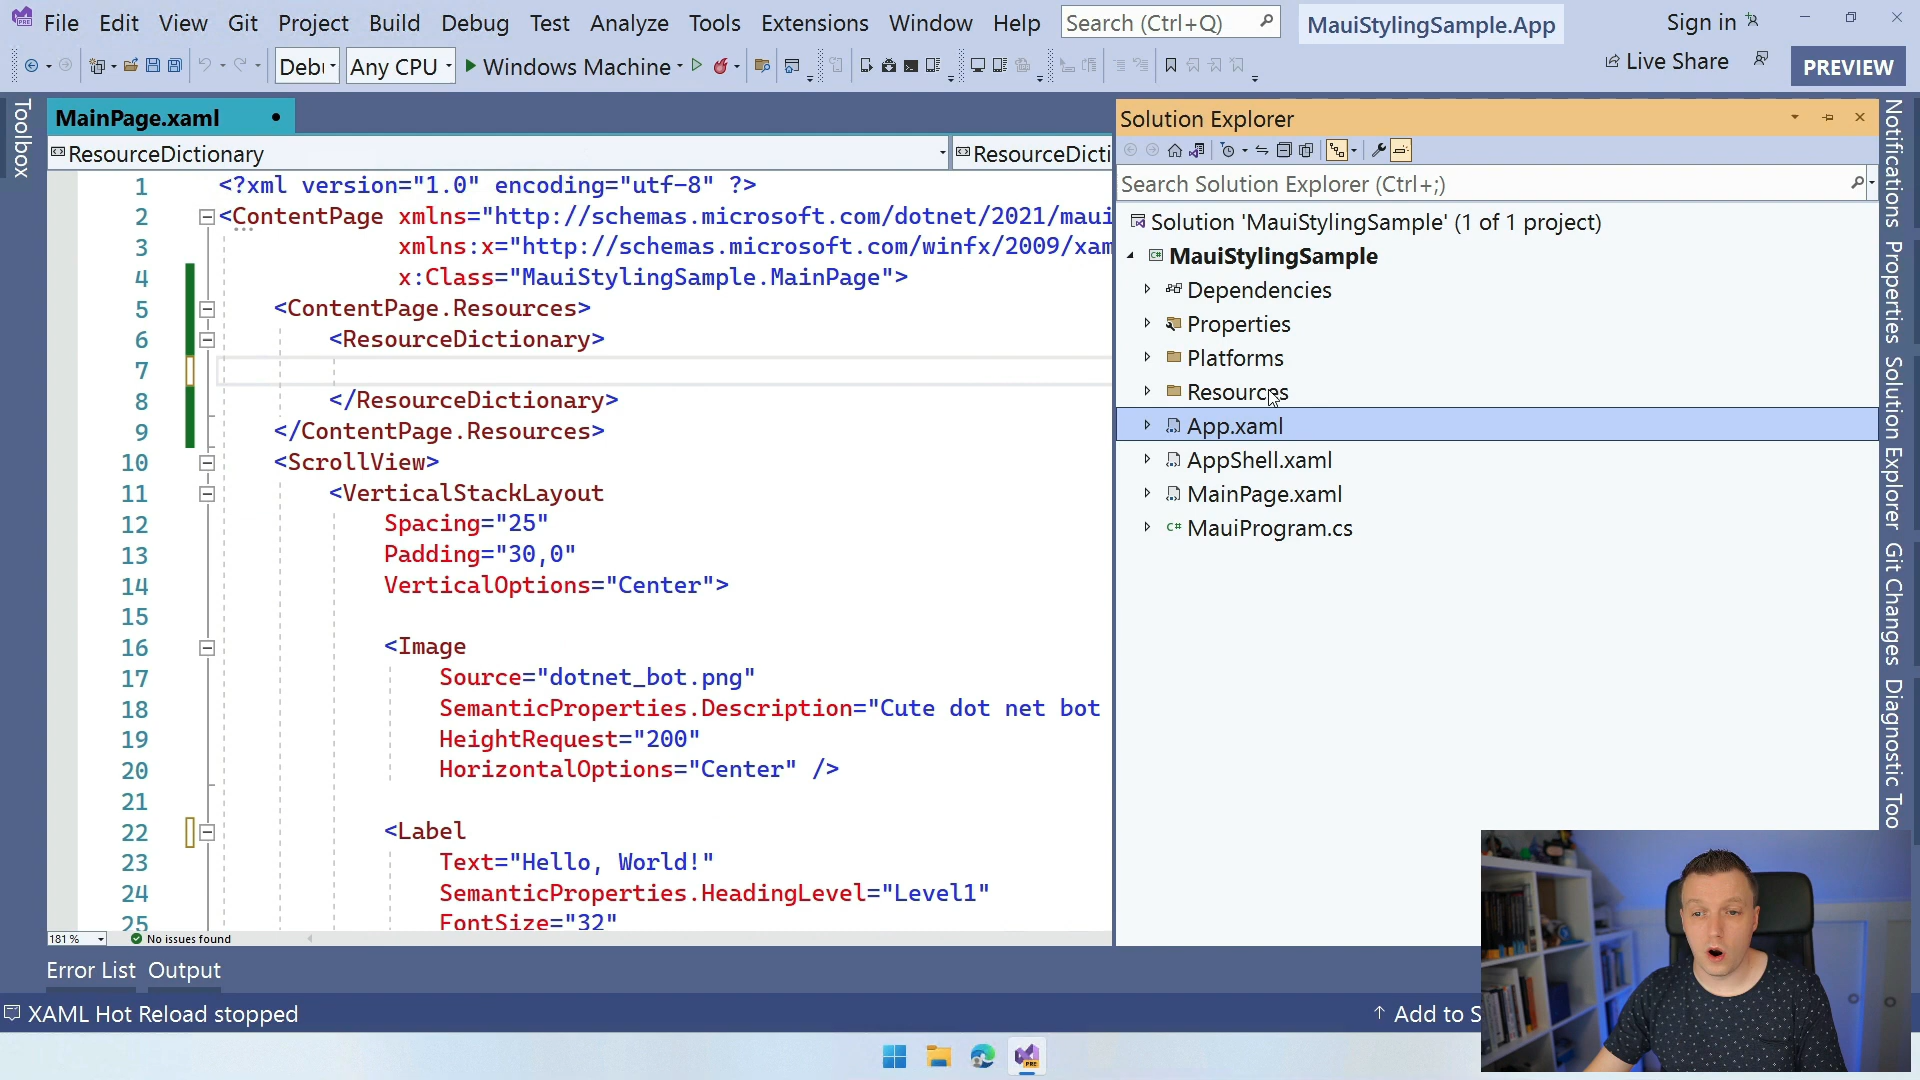 File Edit View Git Project Build Debug Test Analyze Tools Extensions Window Help Search (Ctrl+Q) MauiStylingSample.App Sign in
Any CPU Windows Machine Live Share PREVIEW
Toolbox
MainPage.xaml
ResourceDictionary ResourceDicti
1 <?xml version="1.0" encoding="utf-8" ?>
2 <ContentPage xmlns="http://schemas.microsoft.com/dotnet/2021/maui
3 xmlns:x="http://schemas.microsoft.com/winfx/2009/xam
4 x:Class="MauiStylingSample.MainPage">
5 <ContentPage.Resources>
6 <ResourceDictionary>
7
8 </ResourceDictionary>
9 </ContentPage.Resources>
10 <ScrollView>
11 <VerticalStackLayout
12 Spacing="25"
13 Padding="30,0"
14 VerticalOptions="Center">
15
16 <Image
17 Source="dotnet_bot.png"
18 SemanticProperties.Description="Cute dot net bot
19 HeightRequest="200"
20 HorizontalOptions="Center" />
21
22 <Label
23 Text="Hello, World!"
24 SemanticProperties.HeadingLevel="Level1"
25 FontSize="32"
181 % No issues found
Solution Explorer
Search Solution Explorer (Ctrl+;)
Solution 'MauiStylingSample' (1 of 1 project)
MauiStylingSample
Dependencies
Properties
Platforms
Resources
App.xaml
AppShell.xaml
MainPage.xaml
C# MauiProgram.cs
Notifications
Properties
Solution Explorer
Git Changes
Diagnostic Too
Error List Output
XAML Hot Reload stopped Add to S